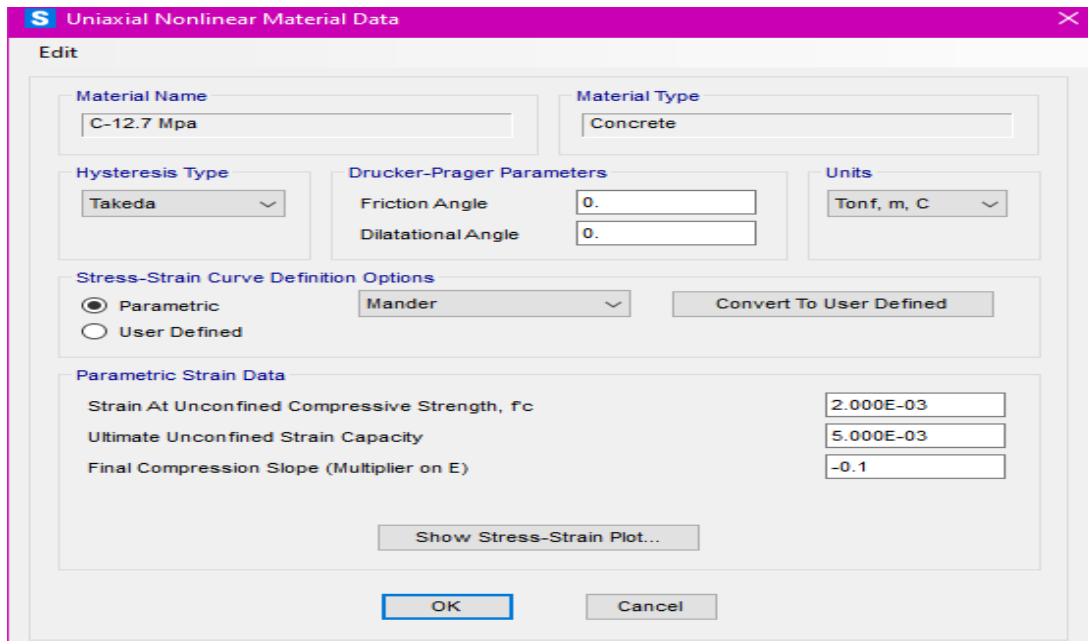 S Uniaxial Nonlinear Material Data
Edit
Material Name
C-12.7 Mpa
Material Type
Concrete
Hysteresis Type
Takeda
Drucker-Prager Parameters
Friction Angle 0.
Dilatational Angle 0.
Units
Tonf, m, C
Stress-Strain Curve Definition Options
Parametric
User Defined
Mander
Convert To User Defined
Parametric Strain Data
Strain At Unconfined Compressive Strength, f'c 2.000E-03
Ultimate Unconfined Strain Capacity 5.000E-03
Final Compression Slope (Multiplier on E) -0.1
Show Stress-Strain Plot...
OK Cancel